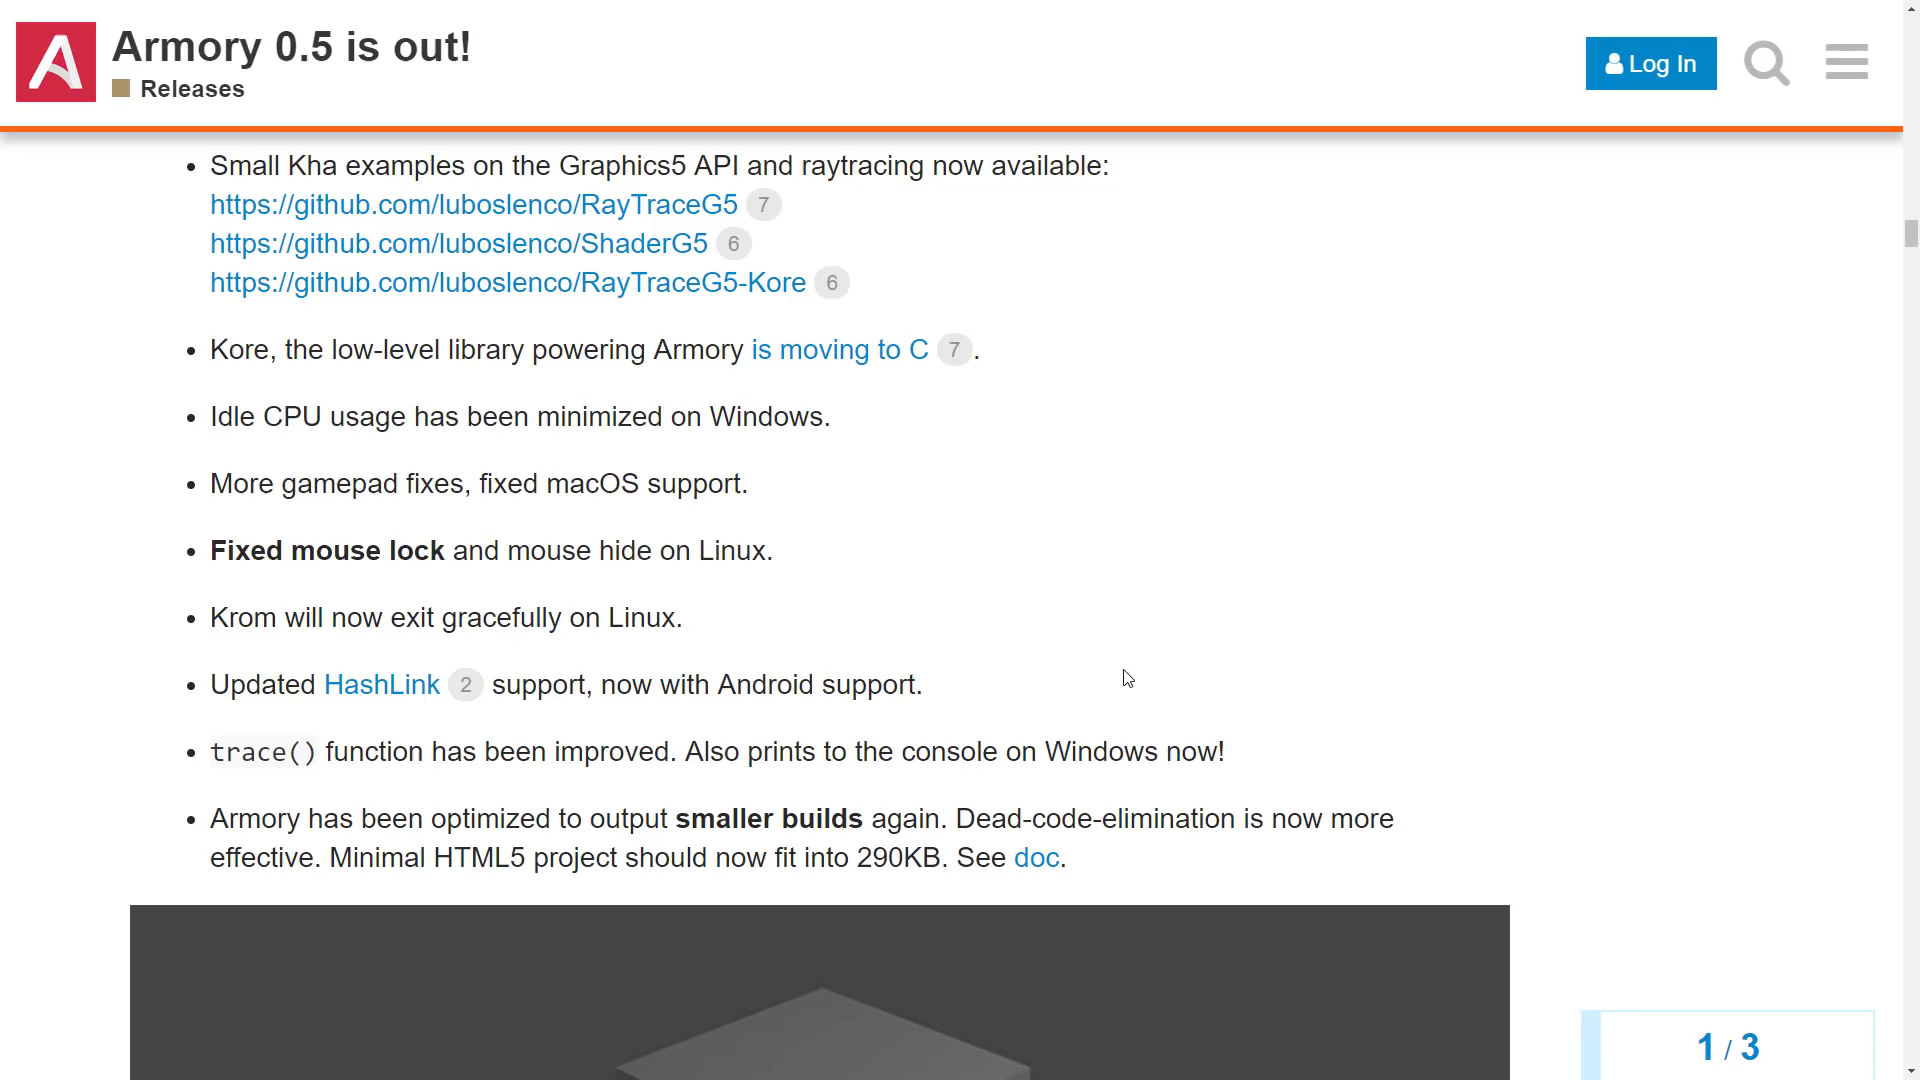 Armory 0.5 is out!
Releases
Log In
• Small Kha examples on the Graphics5 API and raytracing now available:
https://github.com/luboslenco/RayTraceG5 7
https://github.com/luboslenco/ShaderG5 6
https://github.com/luboslenco/RayTraceG5-Kore 6
• Kore, the low-level library powering Armory is moving to C 7.
• Idle CPU usage has been minimized on Windows.
• More gamepad fixes, fixed macOS support.
• Fixed mouse lock and mouse hide on Linux.
• Krom will now exit gracefully on Linux.
• Updated HashLink 2 support, now with Android support.
• trace() function has been improved. Also prints to the console on Windows now!
• Armory has been optimized to output smaller builds again. Dead-code-elimination is now more
effective. Minimal HTML5 project should now fit into 290KB. See doc.
1 / 3